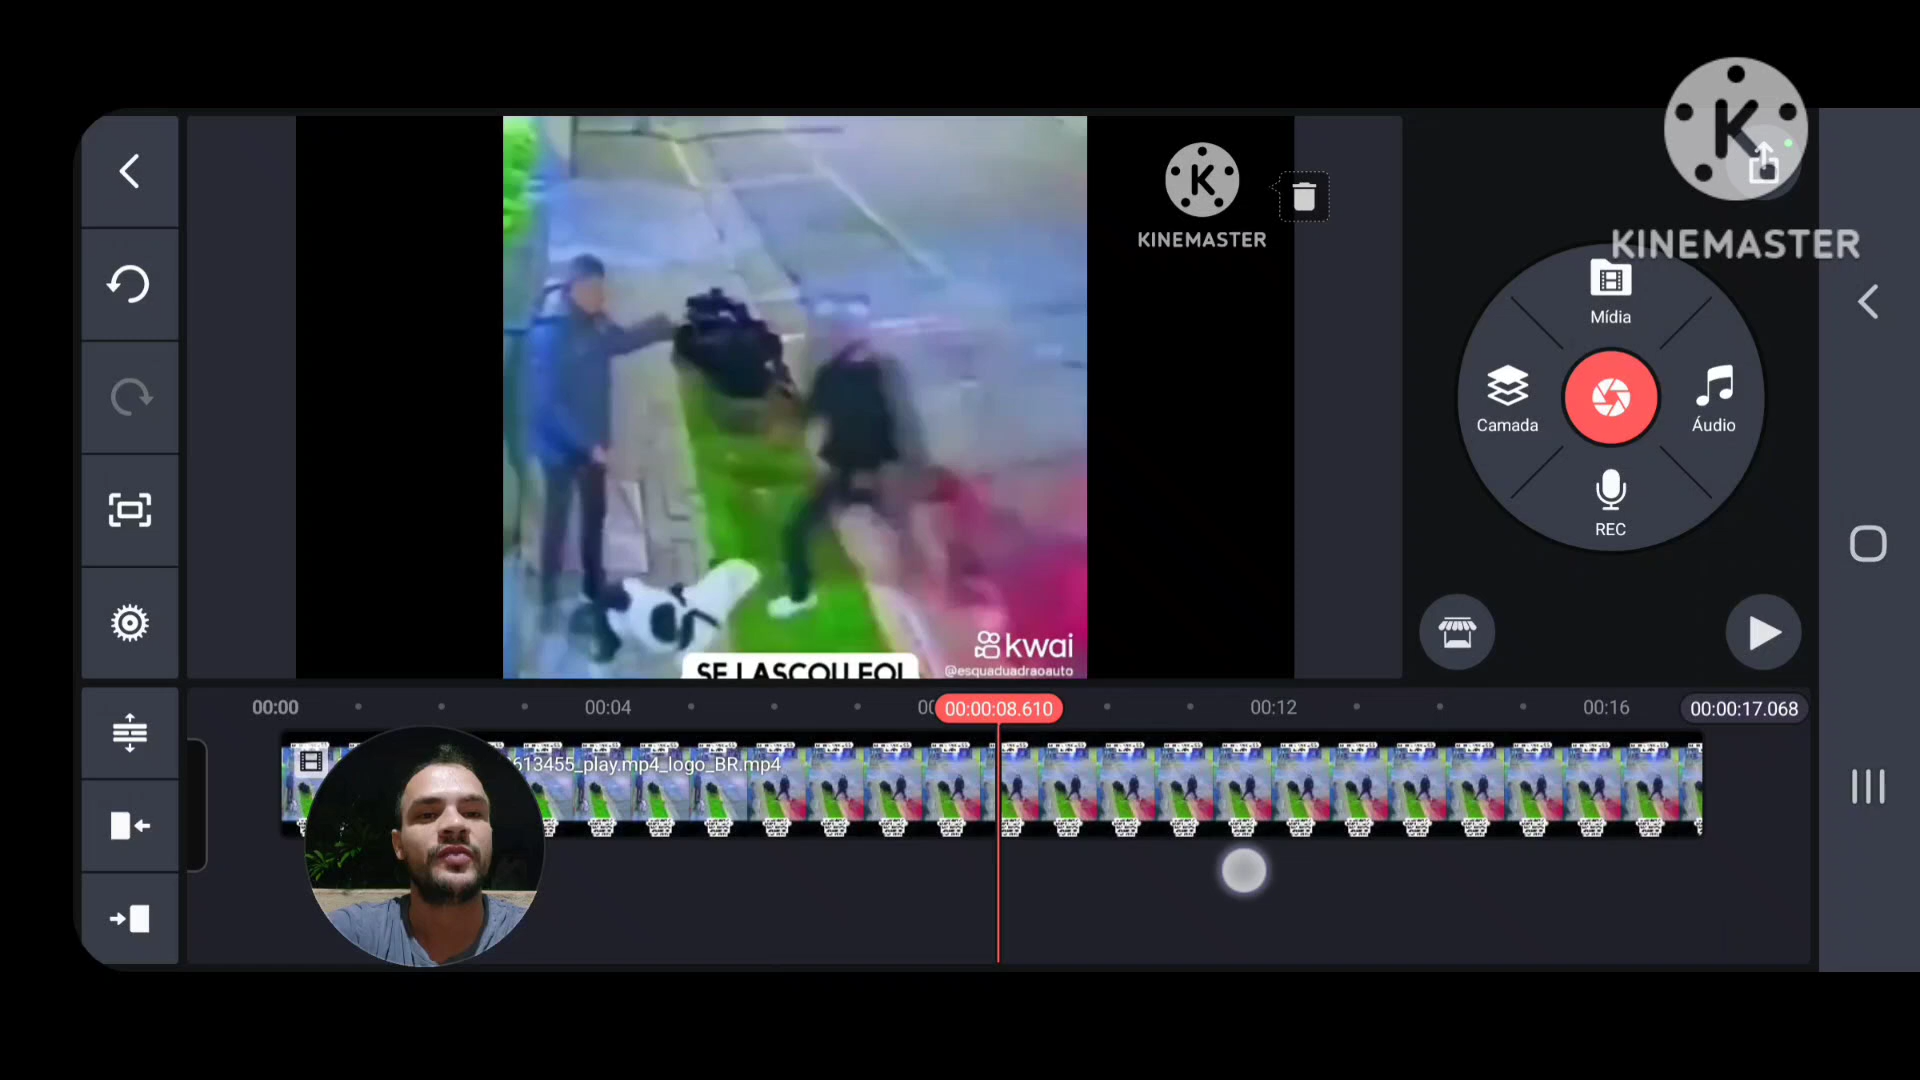 K
KINEMASTER
K
KINEMASTER
Mídia
Camada
Áudio
REC
kwai
@esquaduadraoauto
SE LASCOU FOI
00:00
00:04
00:00:08.610
00:12
00:16
00:00:17.068
613455_play.mp4_logo_BR.mp4